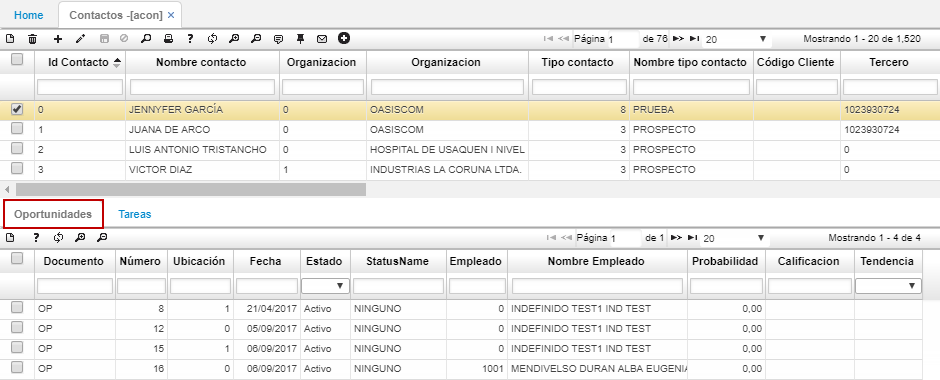 Home Contactos -[acon] ×
? Página 1 de 76 20 Mostrando 1 - 20 de 1,520
Id Contacto Nombre contacto Organizacion Organizacion Tipo contacto Nombre tipo contacto Código Cliente Tercero
0 JENNYFER GARCÍA 0 OASISCOM 8 PRUEBA 1023930724
1 JUANA DE ARCO 0 OASISCOM 3 PROSPECTO 1023930724
2 LUIS ANTONIO TRISTANCHO 0 HOSPITAL DE USAQUEN I NIVEL 3 PROSPECTO 0
3 VICTOR DIAZ 1 INDUSTRIAS LA CORUNA LTDA. 3 PROSPECTO 0
Oportunidades Tareas
? Página 1 de 1 20 Mostrando 1 - 4 de 4
Documento Número Ubicación Fecha Estado StatusName Empleado Nombre Empleado Probabilidad Calificacion Tendencia
OP 8 1 21/04/2017 Activo NINGUNO 0 INDEFINIDO TEST1 IND TEST 0,00
OP 12 0 05/09/2017 Activo NINGUNO 0 INDEFINIDO TEST1 IND TEST 0,00
OP 15 1 06/09/2017 Activo NINGUNO 0 INDEFINIDO TEST1 IND TEST 0,00
OP 16 0 06/09/2017 Activo NINGUNO 1001 MENDIVELSO DURAN ALBA EUGENIA 0,00